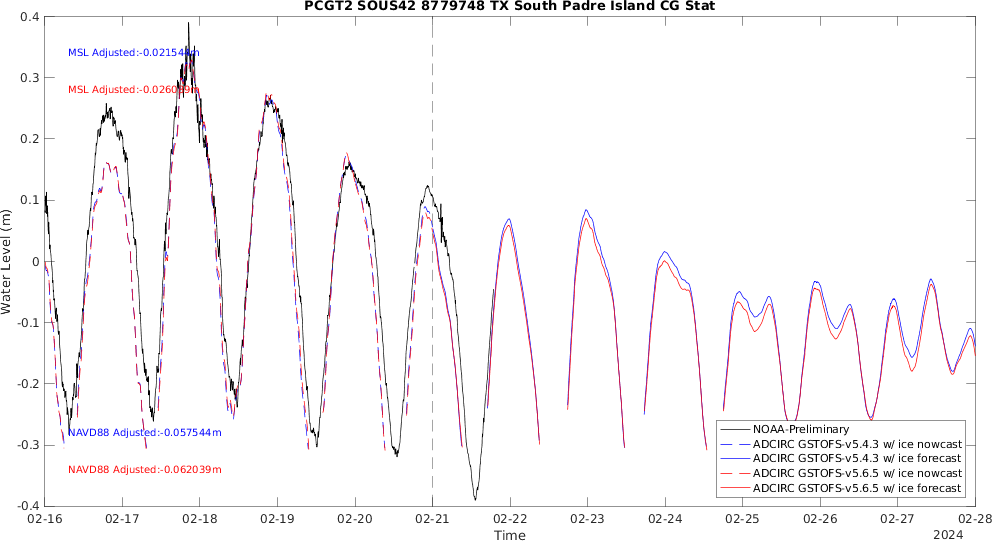 PCGT2 SOUS42 8779748 TX South Padre Island CG Stat
MSL Adjusted:-0.021544m
MSL Adjusted:-0.026039m
NAVD88 Adjusted:-0.057544m
NAVD88 Adjusted:-0.062039m
Water Level (m)
0.4
0.3
0.2
0.1
0
-0.1
-0.2
-0.3
-0.4
NOAA-Preliminary
ADCIRC GSTOFS-v5.4.3 w/ ice nowcast
ADCIRC GSTOFS-v5.4.3 w/ ice forecast
ADCIRC GSTOFS-v5.6.5 w/ ice nowcast
ADCIRC GSTOFS-v5.6.5 w/ ice forecast
02-16 02-17 02-18 02-19 02-20 02-21 02-22 02-23 02-24 02-25 02-26 02-27 02-28
Time
2024